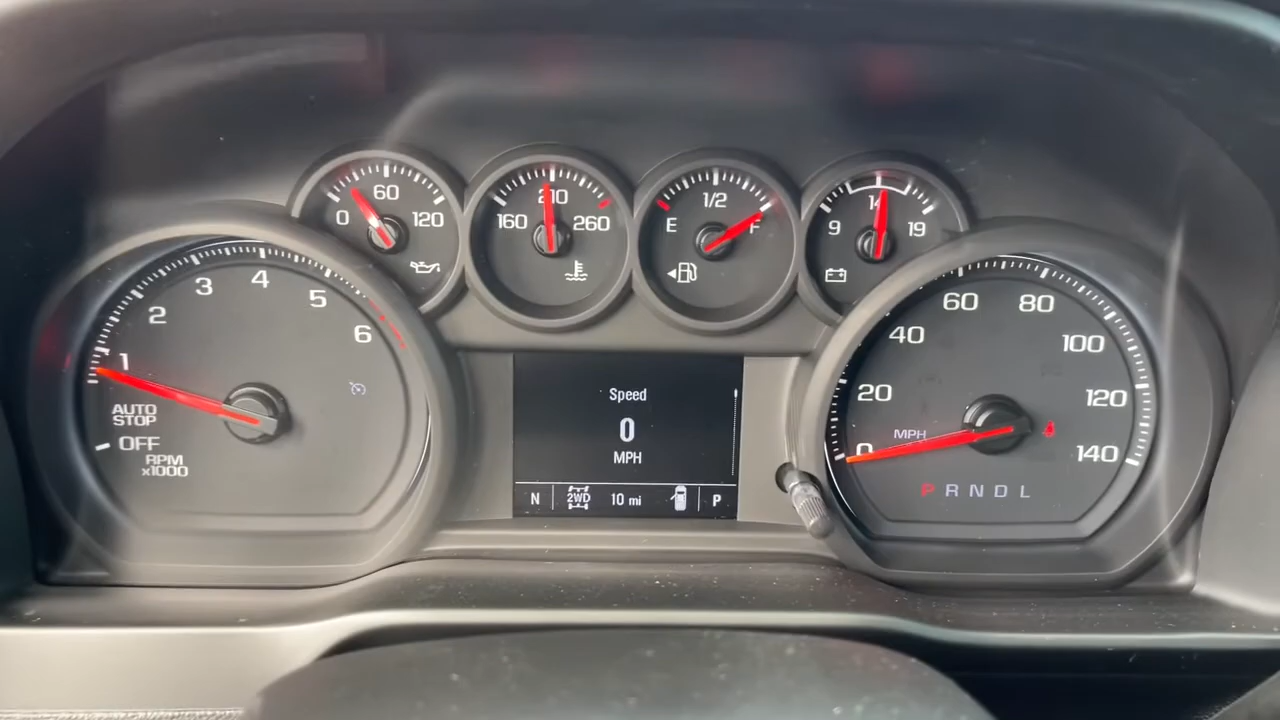 0 60 120
160 210 260
E 1/2 F
9 14 19
1 2 3 4 5 6
AUTO
STOP
OFF
RPM
x1000
Speed
0
MPH
N 2WD 10 mi P
0 20 40 60 80 100 120 140
MPH
P R N D L